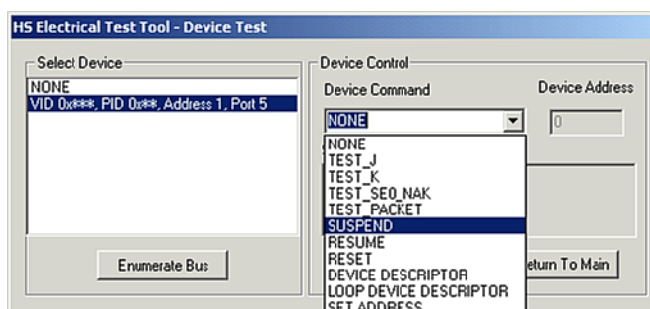 HS Electrical Test Tool - Device Test
Select Device
NONE
VID 0x***, PID 0x**, Address 1, Port 5
Enumerate Bus
Device Control
Device Command
Device Address
NONE
0
NONE
TEST_J
TEST_K
TEST_SE0_NAK
TEST_PACKET
SUSPEND
RESUME
RESET
DEVICE DESCRIPTOR
LOOP DEVICE DESCRIPTOR
SET ADDRESS
eturn To Main